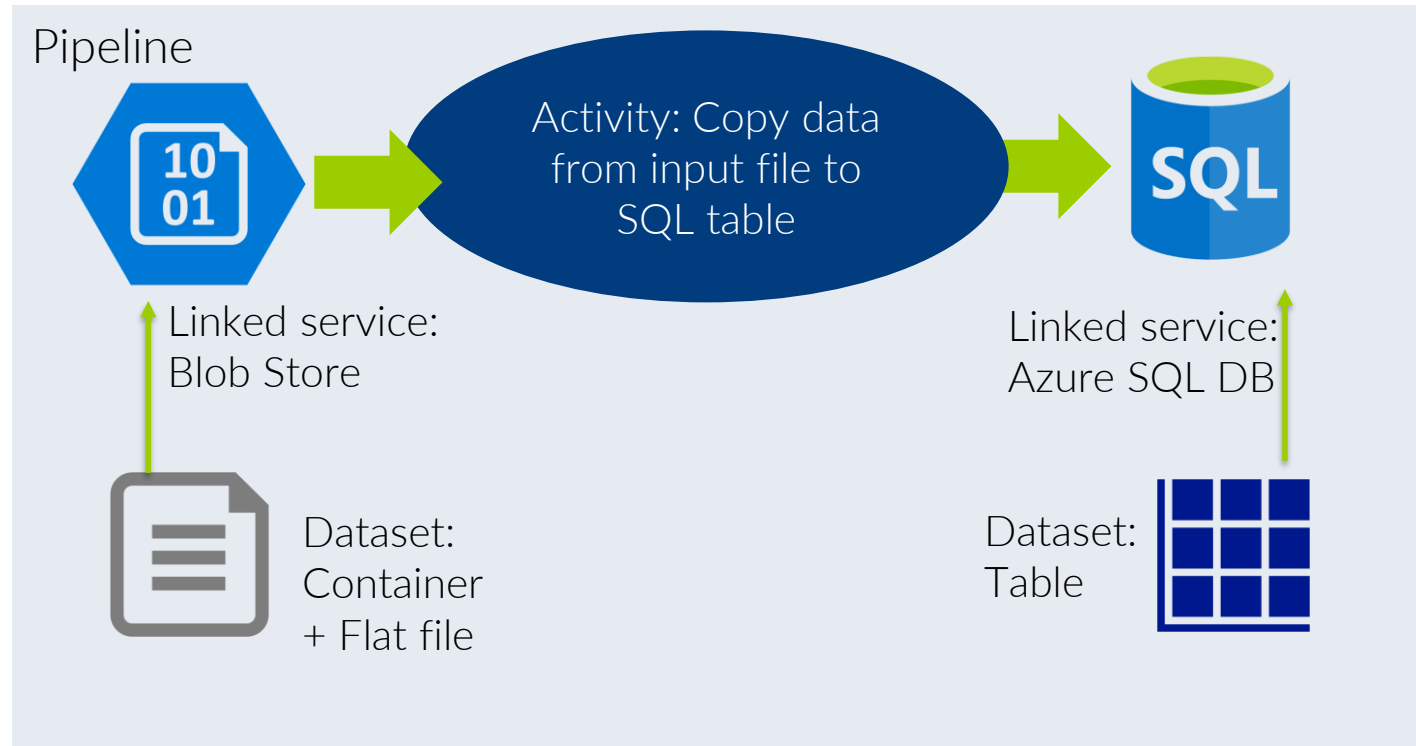 Pipeline
10
01
Activity: Copy data
from input file to
SQL table
SQL
Linked service:
Blob Store
Linked service:
Azure SQL DB
Dataset:
Container
+ Flat file
Dataset:
Table